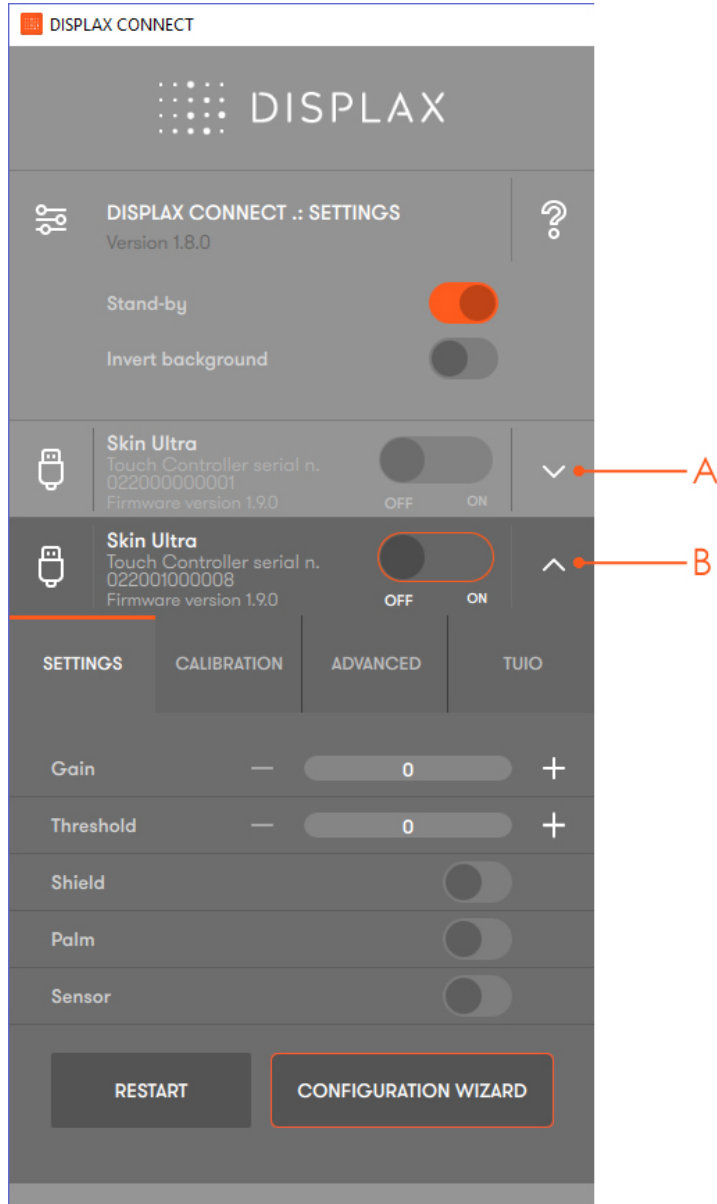 DISPLAX CONNECT
DISPLAX
DISPLAX CONNECT .: SETTINGS
Version 1.8.0
Stand-by
Invert background
Skin Ultra
Touch Controller serial n.
022000000001
Firmware version 1.9.0
OFF ON
A
Skin Ultra
Touch Controller serial n.
022001000008
Firmware version 1.9.0
OFF ON
B
SETTINGS CALIBRATION ADVANCED TUIO
Gain — 0 +
Threshold — 0 +
Shield
Palm
Sensor
RESTART CONFIGURATION WIZARD